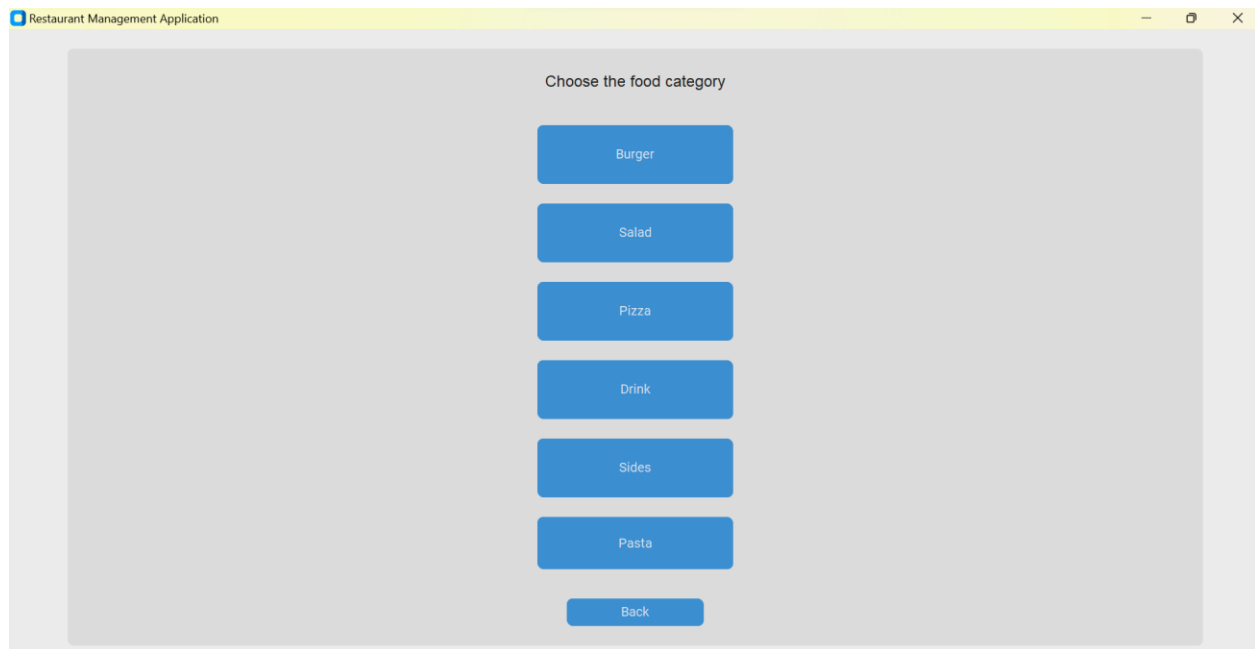 Restaurant Management Application
Choose the food category
Burger
Salad
Pizza
Drink
Sides
Pasta
Back